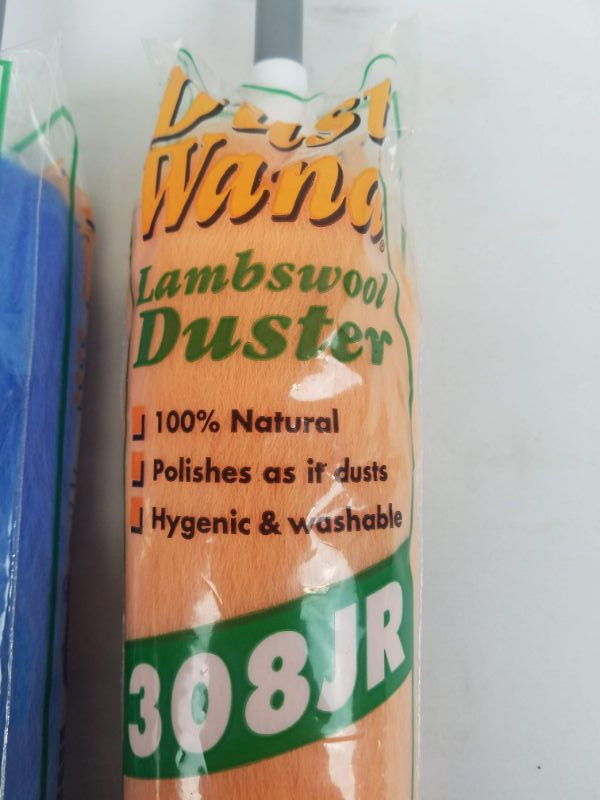 Dust
Wand®
Lambswool
Duster
100% Natural
Polishes as it dusts
Hygenic & washable
308JR